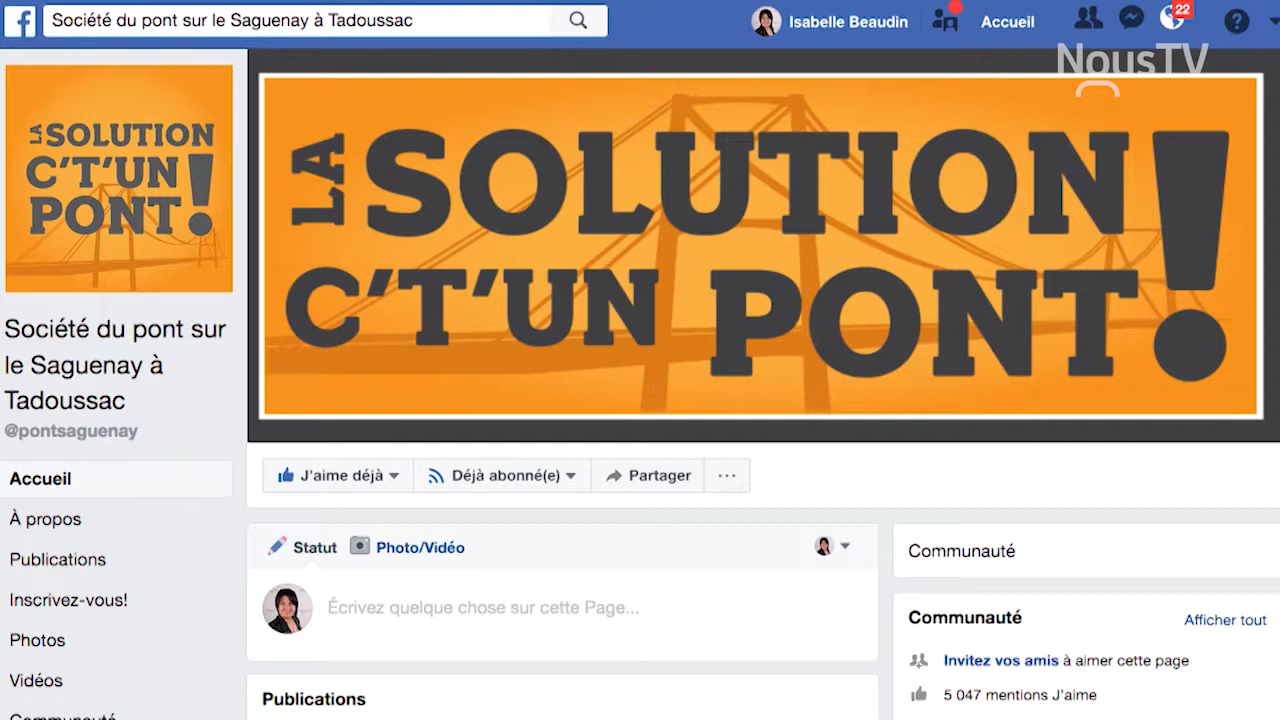 Société du pont sur le Saguenay à Tadoussac
Isabelle Beaudin
Accueil
22
NousTV
LA SOLUTION
C'T'UN
PONT!
LA SOLUTION
C'T'UN PONT!
Société du pont sur
le Saguenay à
Tadoussac
@pontsaguenay
Accueil
À propos
Publications
Inscrivez-vous!
Photos
Vidéos
Communauté
J'aime déjà
Déjà abonné(e)
Partager
Statut
Photo/Vidéo
Écrivez quelque chose sur cette Page...
Publications
Communauté
Communauté
Afficher tout
Invitez vos amis à aimer cette page
5 047 mentions J'aime